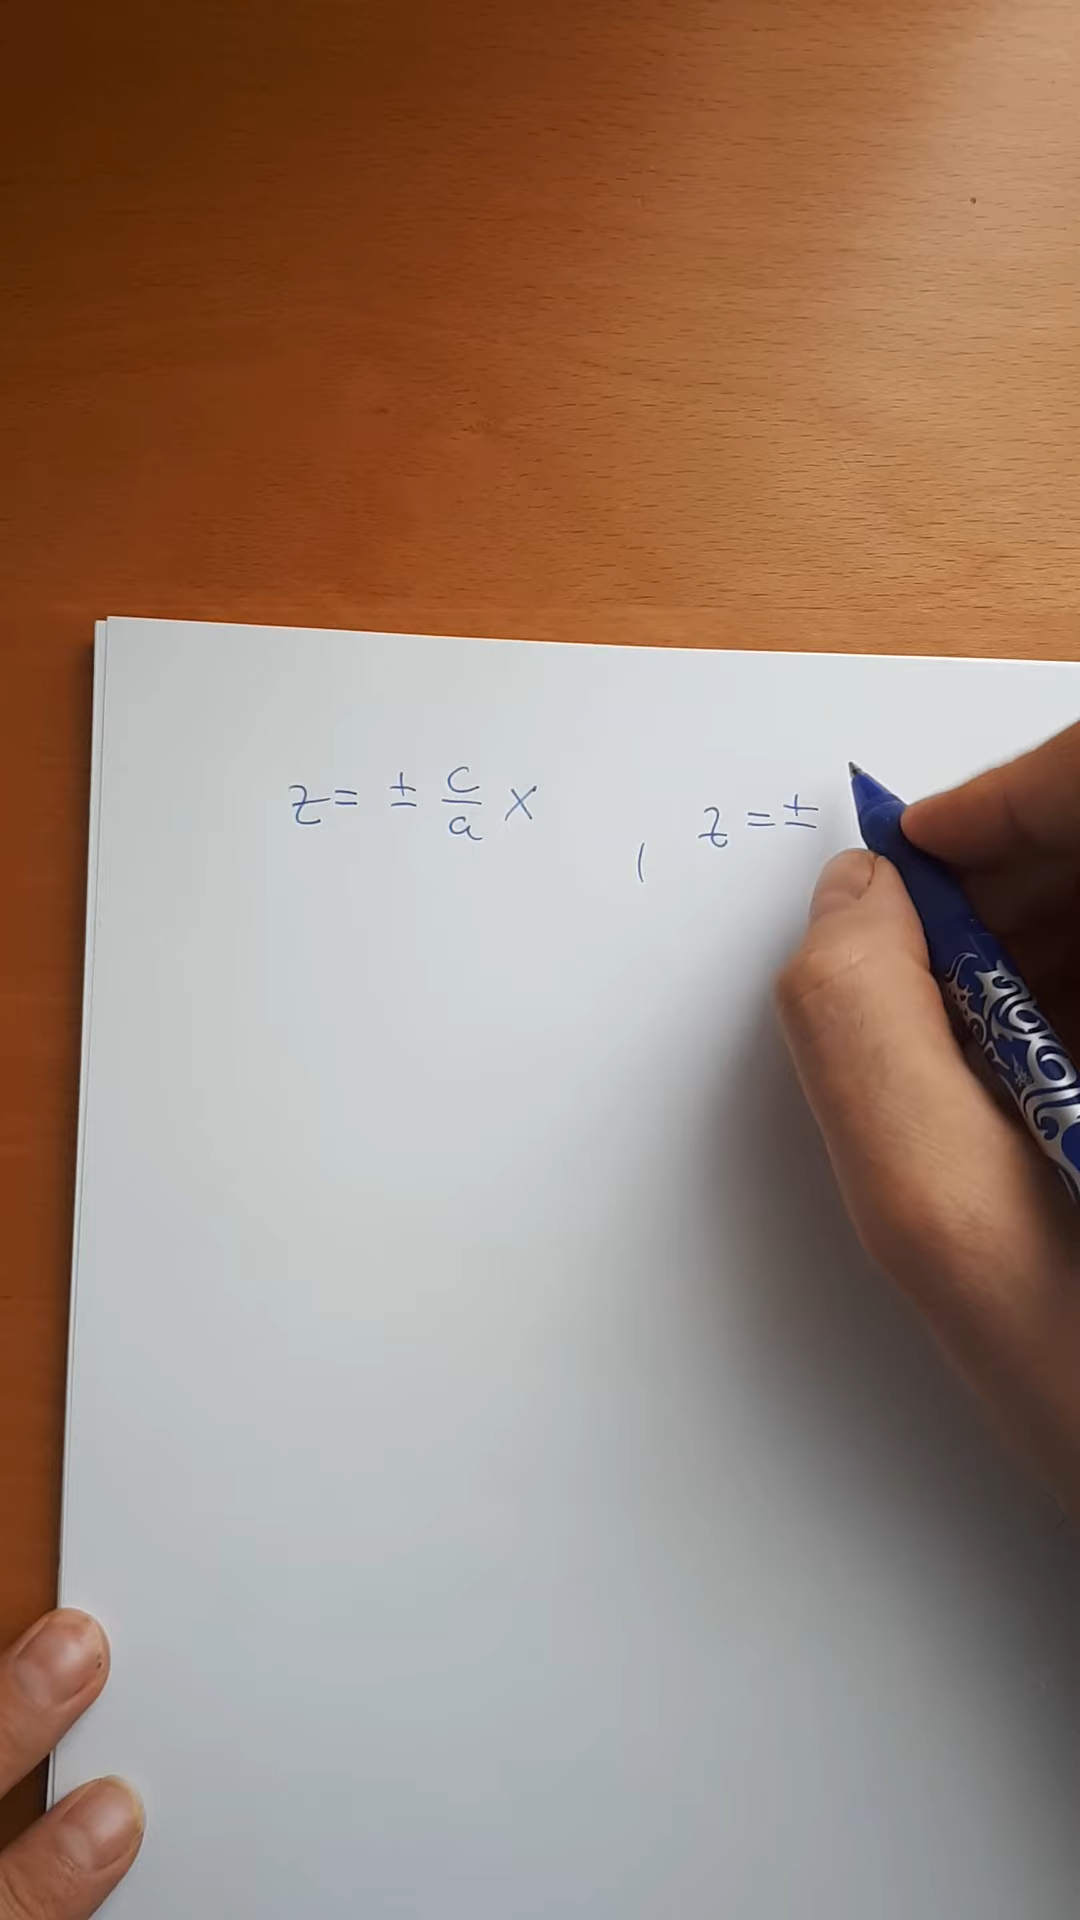 z = ± c/a x , z = ±